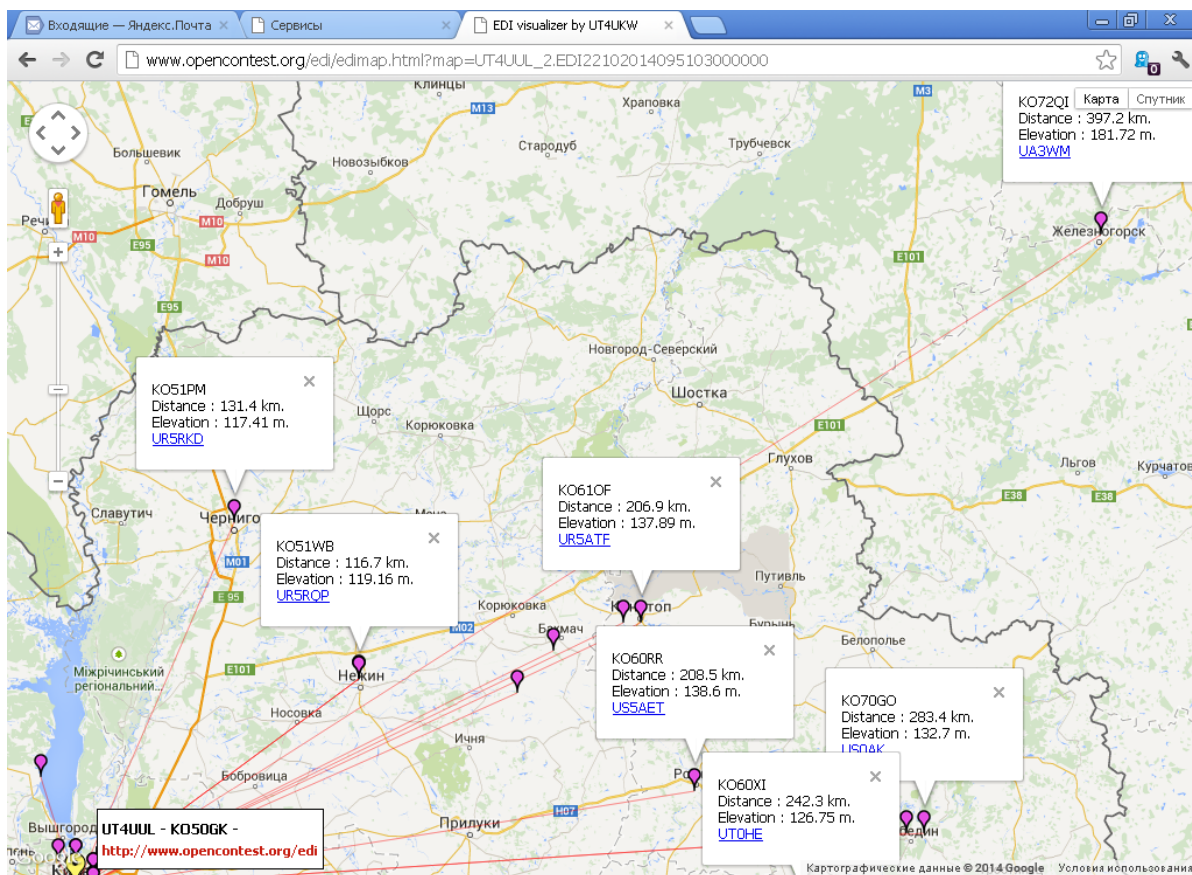 Входящие — Яндекс.Почта
Сервисы
EDI visualizer by UT4UKW
www.opencontest.org/edi/edimap.html?map=UT4UUL_2.EDI22102014095103000000
0
Клинцы
M13
Храповка
M3
KO72QI
Карта
Спутник
Distance : 397.2 km.
Elevation : 181.72 m.
UA3WM
Большевик
Новозыбков
Стародуб
Трубчевск
Гомель
Добруш
M10
M10
M10
E95
E101
Железногорск
E95
Новгород-Северский
KO51PM
Distance : 131.4 km.
Elevation : 117.41 m.
UR5RKD
Щорс
Корюковка
Шостка
E101
Глухов
Льгов
E38
E38
Славутич
KO61OF
Distance : 206.9 km.
Elevation : 137.89 m.
UR5ATF
KO51WB
Distance : 116.7 km.
Elevation : 119.16 m.
UR5RQP
M01
E 95
Путивль
Корюковка
M02
Бурынь
Белополье
Міжрічинський
регіональний...
E101
Нежин
Носовка
KO60RR
Distance : 208.5 km.
Elevation : 138.6 m.
US5AET
KO70GO
Distance : 283.4 km.
Elevation : 132.7 m.
US0AK
Ичня
Бобровица
KO60XI
Distance : 242.3 km.
Elevation : 126.75 m.
UT0HE
H07
Прилуки
Вышгород
UT4UUL - KO50GK -
http://www.opencontest.org/edi
Картографические данные © 2014 Google
Условия использования